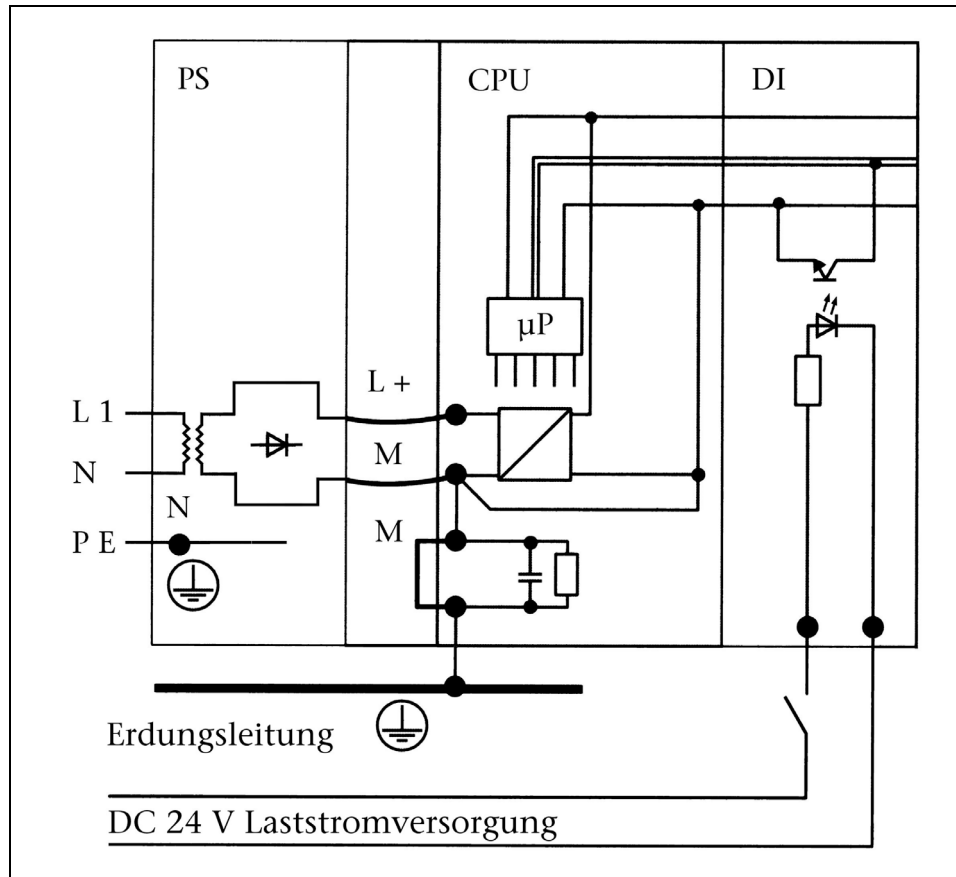 PS
CPU
DI
µP
L +
L 1
M
N
N
M
P E
Erdungsleitung
DC 24 V Laststromversorgung